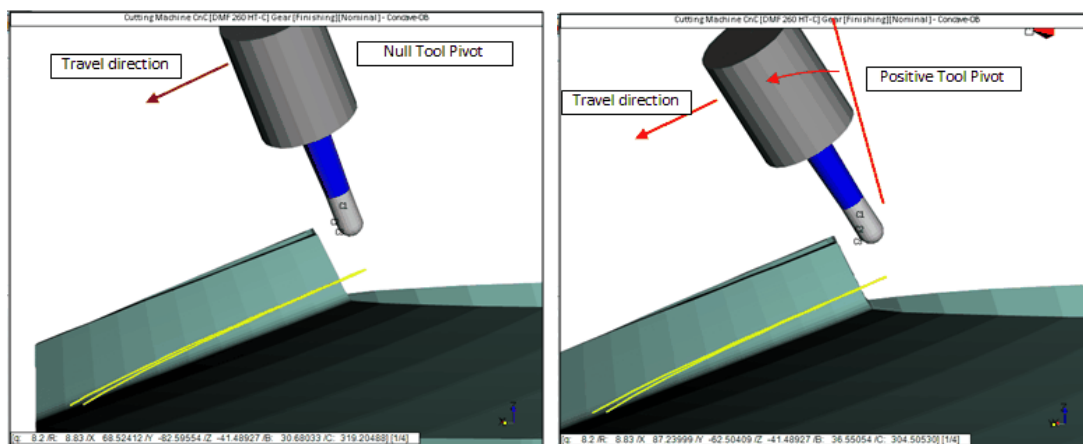 Cutting Machine CnC [DMF 260 HT-C] Gear [Finishing][Nominal] - Concave-OB
Null Tool Pivot
Travel direction
C1
[q: 8.2 /R: 8.83 /X 68.52412 /Y -82.59554 /Z -41.48927 /B: 30.68033 /C: 319.20488] [1/4]
Cutting Machine CnC [DMF 260 HT-C] Gear [Finishing][Nominal] - Concave-OB
Positive Tool Pivot
Travel direction
C1
C2
C3
[q: 8.2 /R: 8.83 /X 87.23999 /Y -62.50409 /Z -41.48927 /B: 36.55054 /C: 304.50530] [1/4]